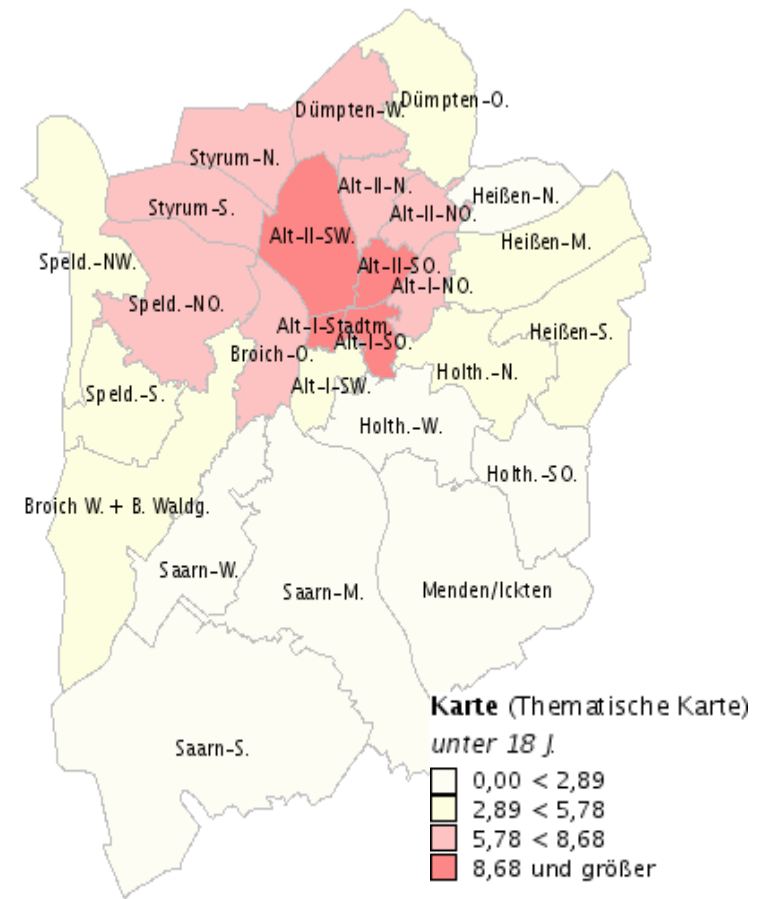 Dümpten-O.
Dümpten-W.
Styrum-N.
Alt-II-N.
Heißen-N.
Styrum-S.
Alt-II-NO.
Alt-II-SW.
Heißen-M.
Speld.-NW.
Alt-II-SO.
Alt-I-NO.
Speld.-NO.
Alt-I-Stadtm.
Heißen-S.
Alt-I-SO.
Broich-O.
Holth.-N.
Alt-I-SW.
Speld.-S.
Holth.-W.
Holth.-SO.
Broich W. + B. Waldg.
Saarn-W.
Saarn-M.
Menden/Ickten
Saarn-S.
Karte (Thematische Karte)
unter 18 J.
0,00 < 2,89
2,89 < 5,78
5,78 < 8,68
8,68 und größer